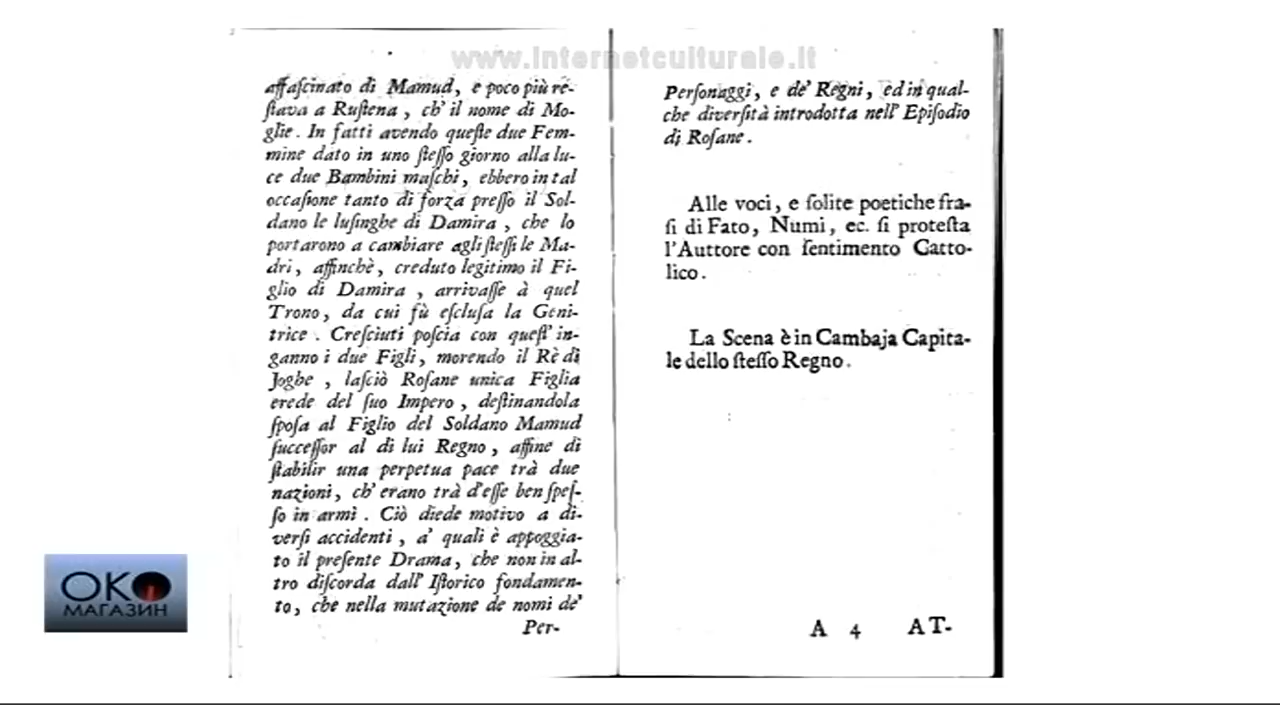 www.internetculturale.it
affaſcinato di Mamud, e poco più re-
ſtava a Ruſtena, ch' il nome di Mo-
glie. In fatti avendo queſte due Fem-
mine dato in uno ſteſſo giorno alla lu-
ce due Bambini maſchi, ebbero in tal
occaſione tanto di forza preſſo il Sol-
dano le luſinghe di Damira, che lo
portarono a cambiare agli ſteſſi le Ma-
dri, affinchè, creduto legitimo il Fi-
glio di Damira, arrivaſſe à quel
Trono, da cui fù eſcluſa la Geni-
trice. Creſciuti poſcia con queſt' in-
ganno i due Figli, morendo il Rè di
Joghe, laſciò Roſane unica Figlia
erede del ſuo Impero, deſtinandola
ſpoſa al Figlio del Soldano Mamud
ſucceſſor al di lui Regno, affine di
ſtabilir una perpetua pace trà due
nazioni, ch' erano trà d'eſſe ben ſpeſ-
ſo in armi. Ciò diede motivo a di-
verſi accidenti, a' quali è appoggia-
to il preſente Drama, che non in al-
tro diſcorda dall' Iſtorico fondamen-
to, che nella mutazione de nomi de'
Per-
Perſonaggi, e de' Regni, ed in qual-
che diverſità introdotta nell' Epiſodio
di Roſane.
Alle voci, e ſolite poetiche fra-
ſi di Fato, Numi, ec. ſi proteſta
l'Auttore con ſentimento Catto-
lico.
La Scena è in Cambaja Capita-
le dello ſteſſo Regno.
A 4 AT-
ОКО
МАГАЗИН